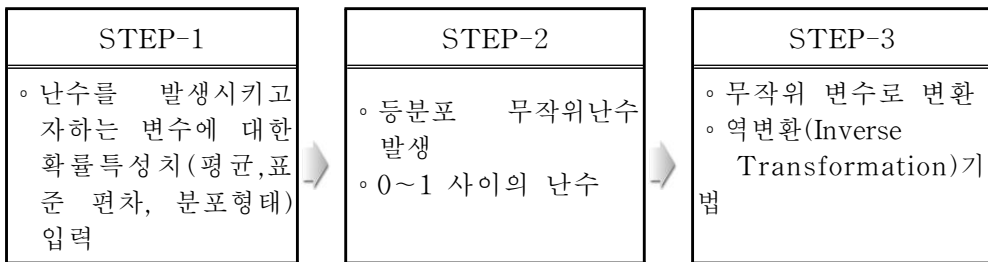 STEP-1
◦ 난수를 발생시키고
자하는 변수에 대한
확률특성치(평균,표
준 편차, 분포형태)
입력
STEP-2
◦ 등분포 무작위난수
발생
◦ 0~1 사이의 난수
STEP-3
◦ 무작위 변수로 변환
◦ 역변환(Inverse
Transformation)기
법